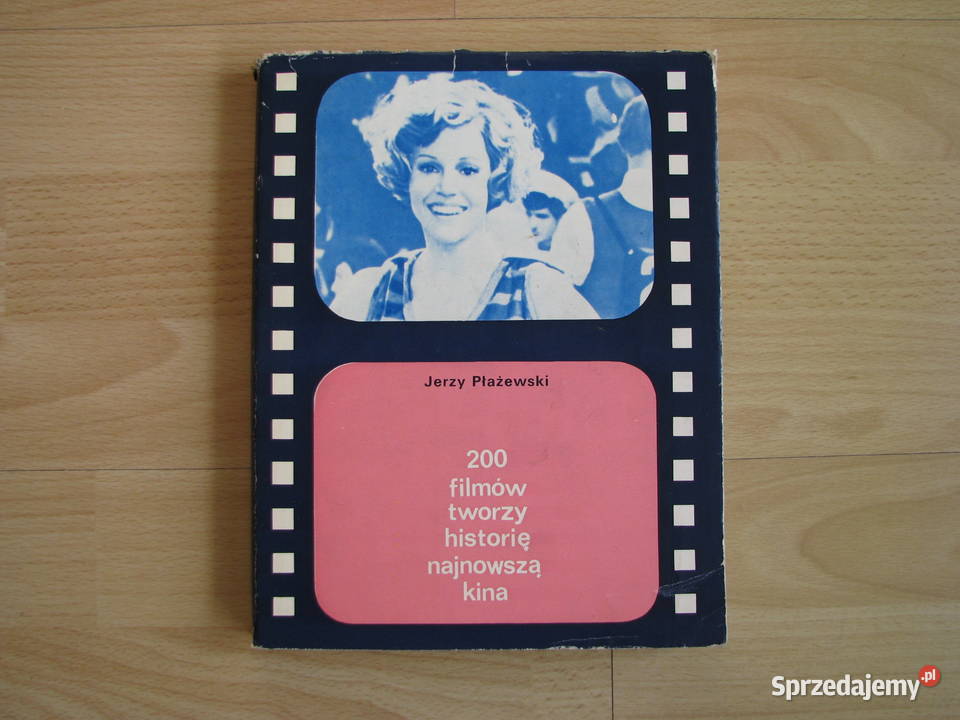 Jerzy Płażewski
200
filmów
tworzy
historię
najnowszą
kina
Sprzedajemy.pl